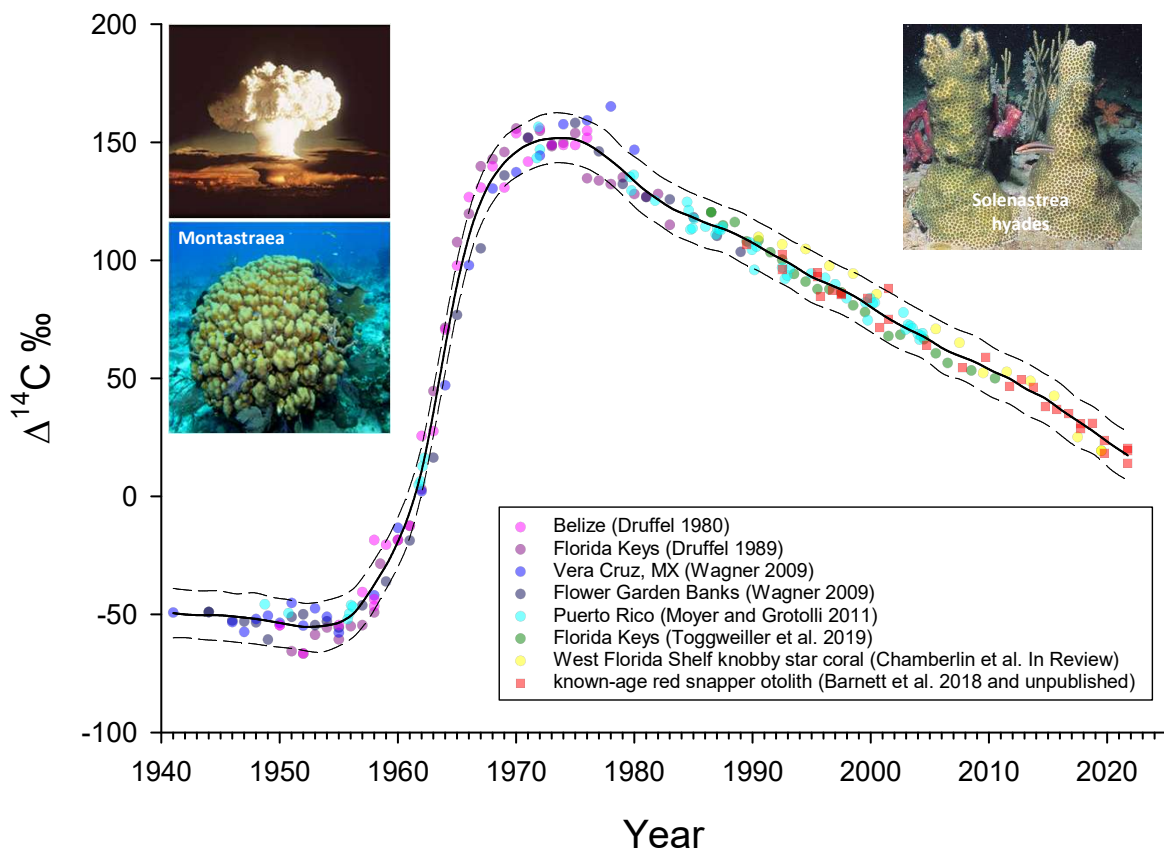 200
150
100
50
0
-50
-100
Δ ¹⁴C ‰
1940 1950 1960 1970 1980 1990 2000 2010 2020
Year
Montastraea
Solenastrea
hyades
Belize (Druffel 1980)
Florida Keys (Druffel 1989)
Vera Cruz, MX (Wagner 2009)
Flower Garden Banks (Wagner 2009)
Puerto Rico (Moyer and Grotolli 2011)
Florida Keys (Toggweiller et al. 2019)
West Florida Shelf knobby star coral (Chamberlin et al. In Review)
known-age red snapper otolith (Barnett et al. 2018 and unpublished)